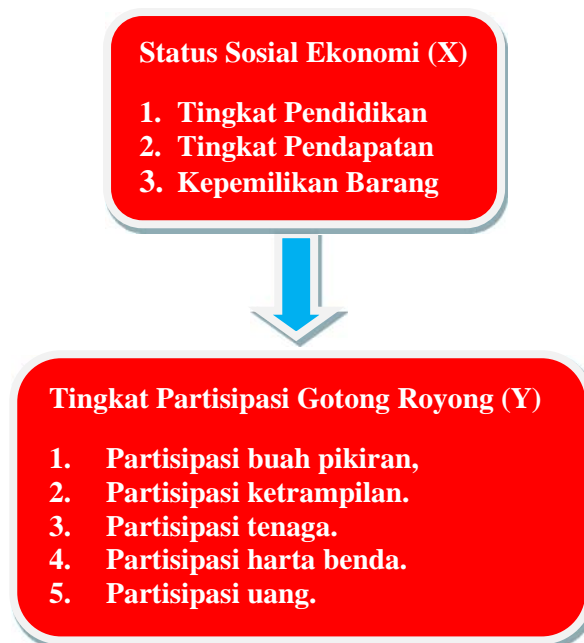 Status Sosial Ekonomi (X)
1. Tingkat Pendidikan
2. Tingkat Pendapatan
3. Kepemilikan Barang
Tingkat Partisipasi Gotong Royong (Y)
1. Partisipasi buah pikiran,
2. Partisipasi ketrampilan.
3. Partisipasi tenaga.
4. Partisipasi harta benda.
5. Partisipasi uang.